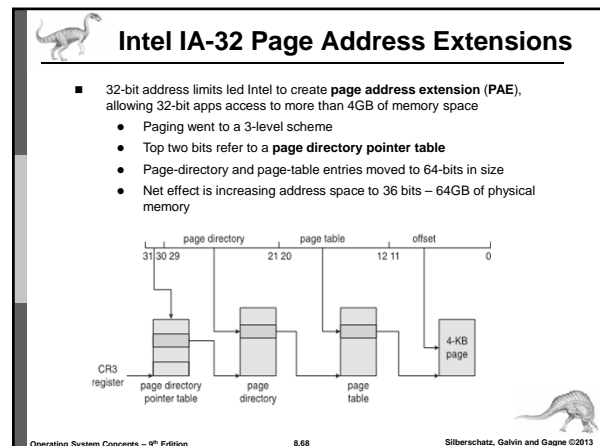 Intel IA-32 Page Address Extensions
■ 32-bit address limits led Intel to create page address extension (PAE),
allowing 32-bit apps access to more than 4GB of memory space
● Paging went to a 3-level scheme
● Top two bits refer to a page directory pointer table
● Page-directory and page-table entries moved to 64-bits in size
● Net effect is increasing address space to 36 bits – 64GB of physical
memory
page directory page table offset
31 30 29 21 20 12 11 0
4-KB
page
CR3
register
page directory
pointer table
page
directory
page
table
Operating System Concepts – 9th Edition 8.68 Silberschatz, Galvin and Gagne ©2013